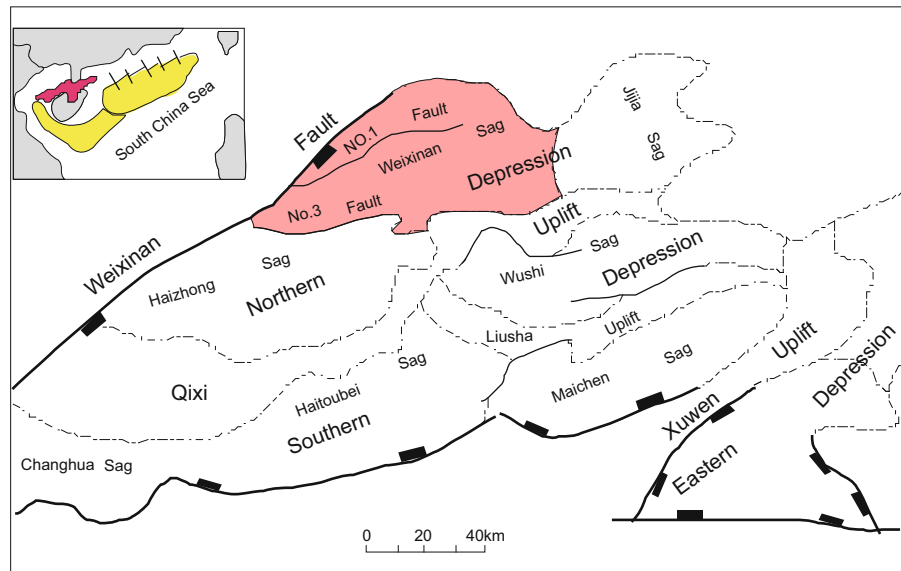 South China Sea
Jijia Sag
Weixinan Fault
NO.1 Fault
Weixinan Sag
No.3 Fault
Northern Depression
Haizhong Sag
Qixi Uplift
Wushi Sag
Southern Depression
Liusha Uplift
Haitoubei Sag
Maichen Sag
Xuwen Uplift
Eastern Depression
Changhua Sag
0 20 40km